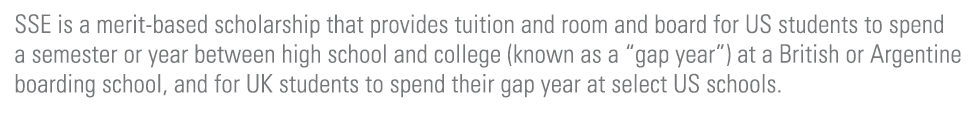 SSE is a merit-based scholarship that provides tuition and room and board for US students to spend
a semester or year between high school and college (known as a “gap year”) at a British or Argentine
boarding school, and for UK students to spend their gap year at select US schools.